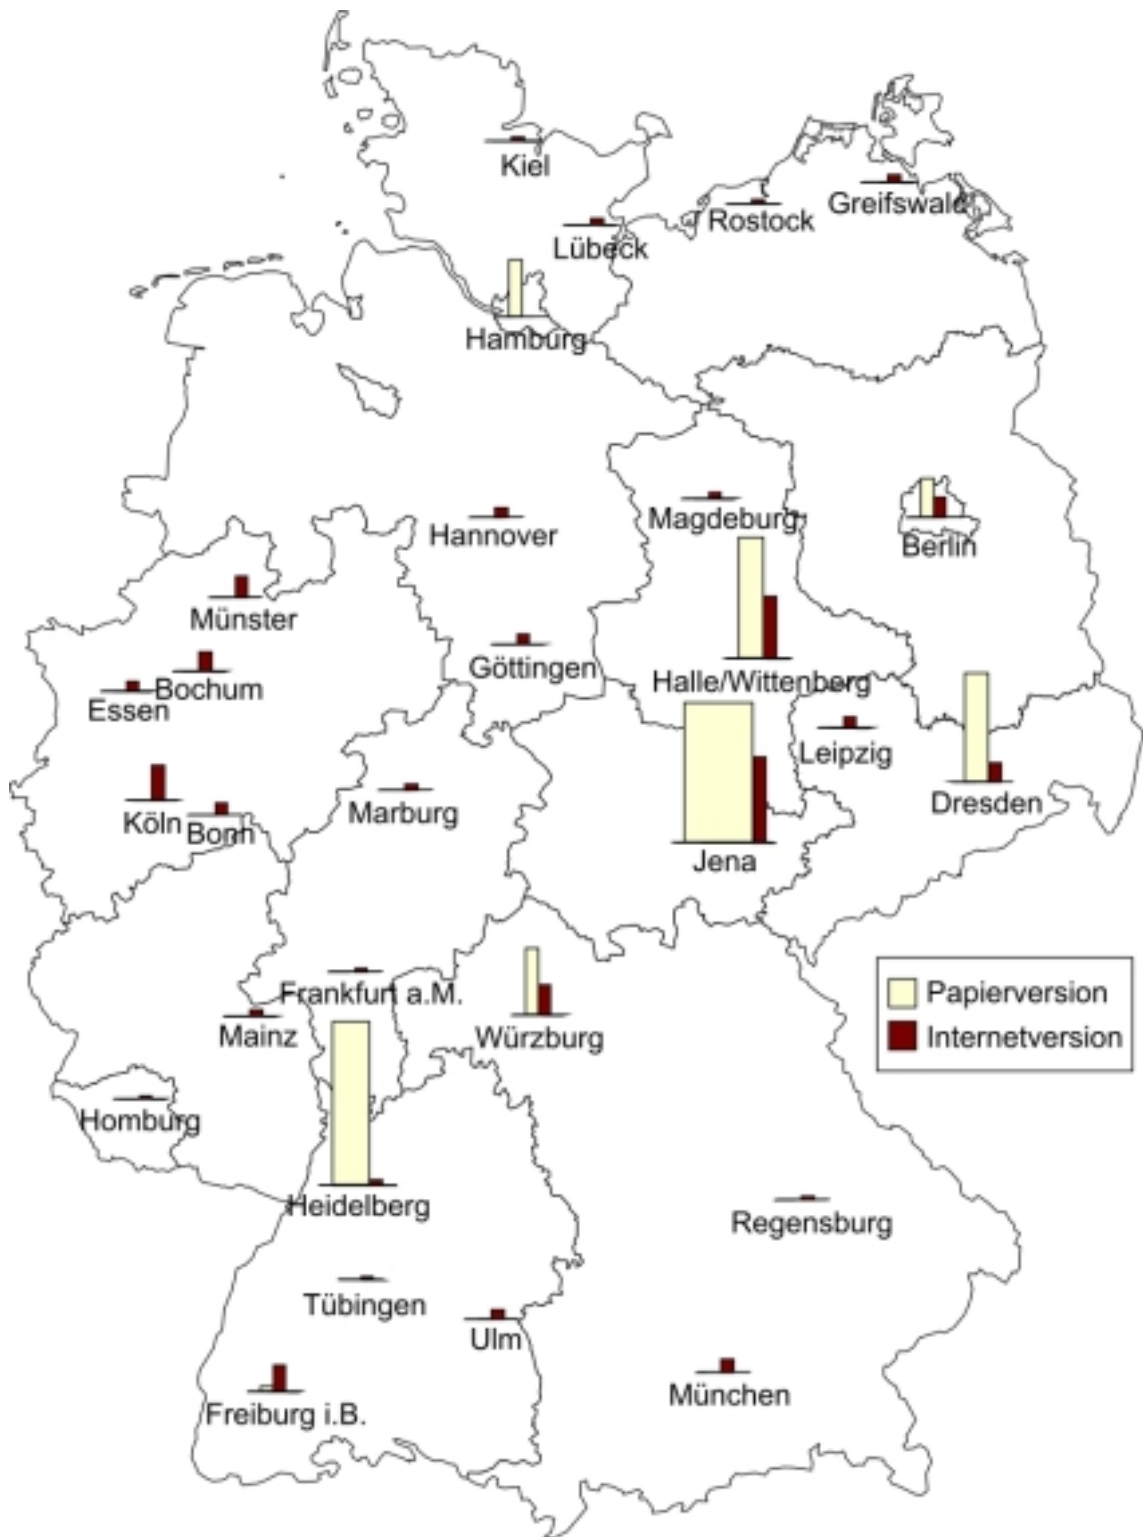 Kiel
Greifswald
Rostock
Lübeck
Hamburg
Magdeburg
Hannover
Berlin
Münster
Göttingen
Halle/Wittenberg
Bochum
Essen
Leipzig
Dresden
Marburg
Köln
Bonn
Jena
Frankfurt a.M.
Papierversion
Mainz
Würzburg
Internetversion
Homburg
Heidelberg
Regensburg
Tübingen
Ulm
München
Freiburg i.B.